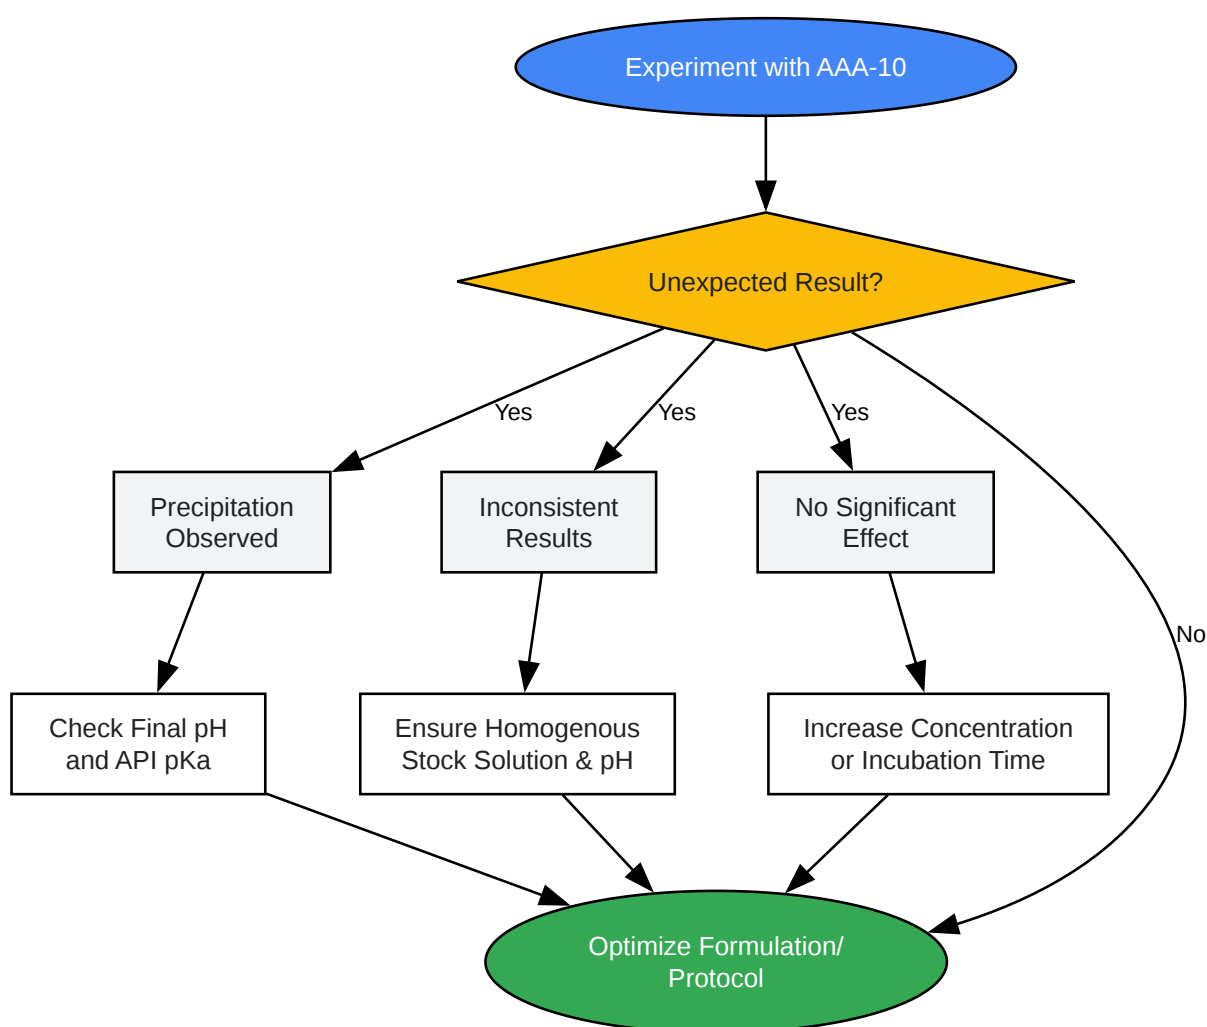 Experiment with AAA-10
Unexpected Result?
Yes
Yes
Yes
Precipitation
Observed
Inconsistent
Results
No Significant
Effect
No
Check Final pH
and API pKa
Ensure Homogenous
Stock Solution & pH
Increase Concentration
or Incubation Time
Optimize Formulation/
Protocol